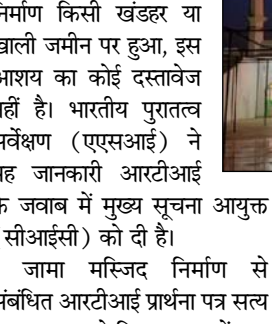 निर्माण किसी खंडहर या
खाली जमीन पर हुआ, इस
आशय का कोई दस्तावेज
नहीं है। भारतीय पुरातत्व
सर्वेक्षण (एएसआई) ने
यह जानकारी आरटीआई
के जवाब में मुख्य सूचना आयुक्त
(सीआईसी) को दी है।
जामा मस्जिद निर्माण से
संबंधित आरटीआई प्रार्थना पत्र सत्य